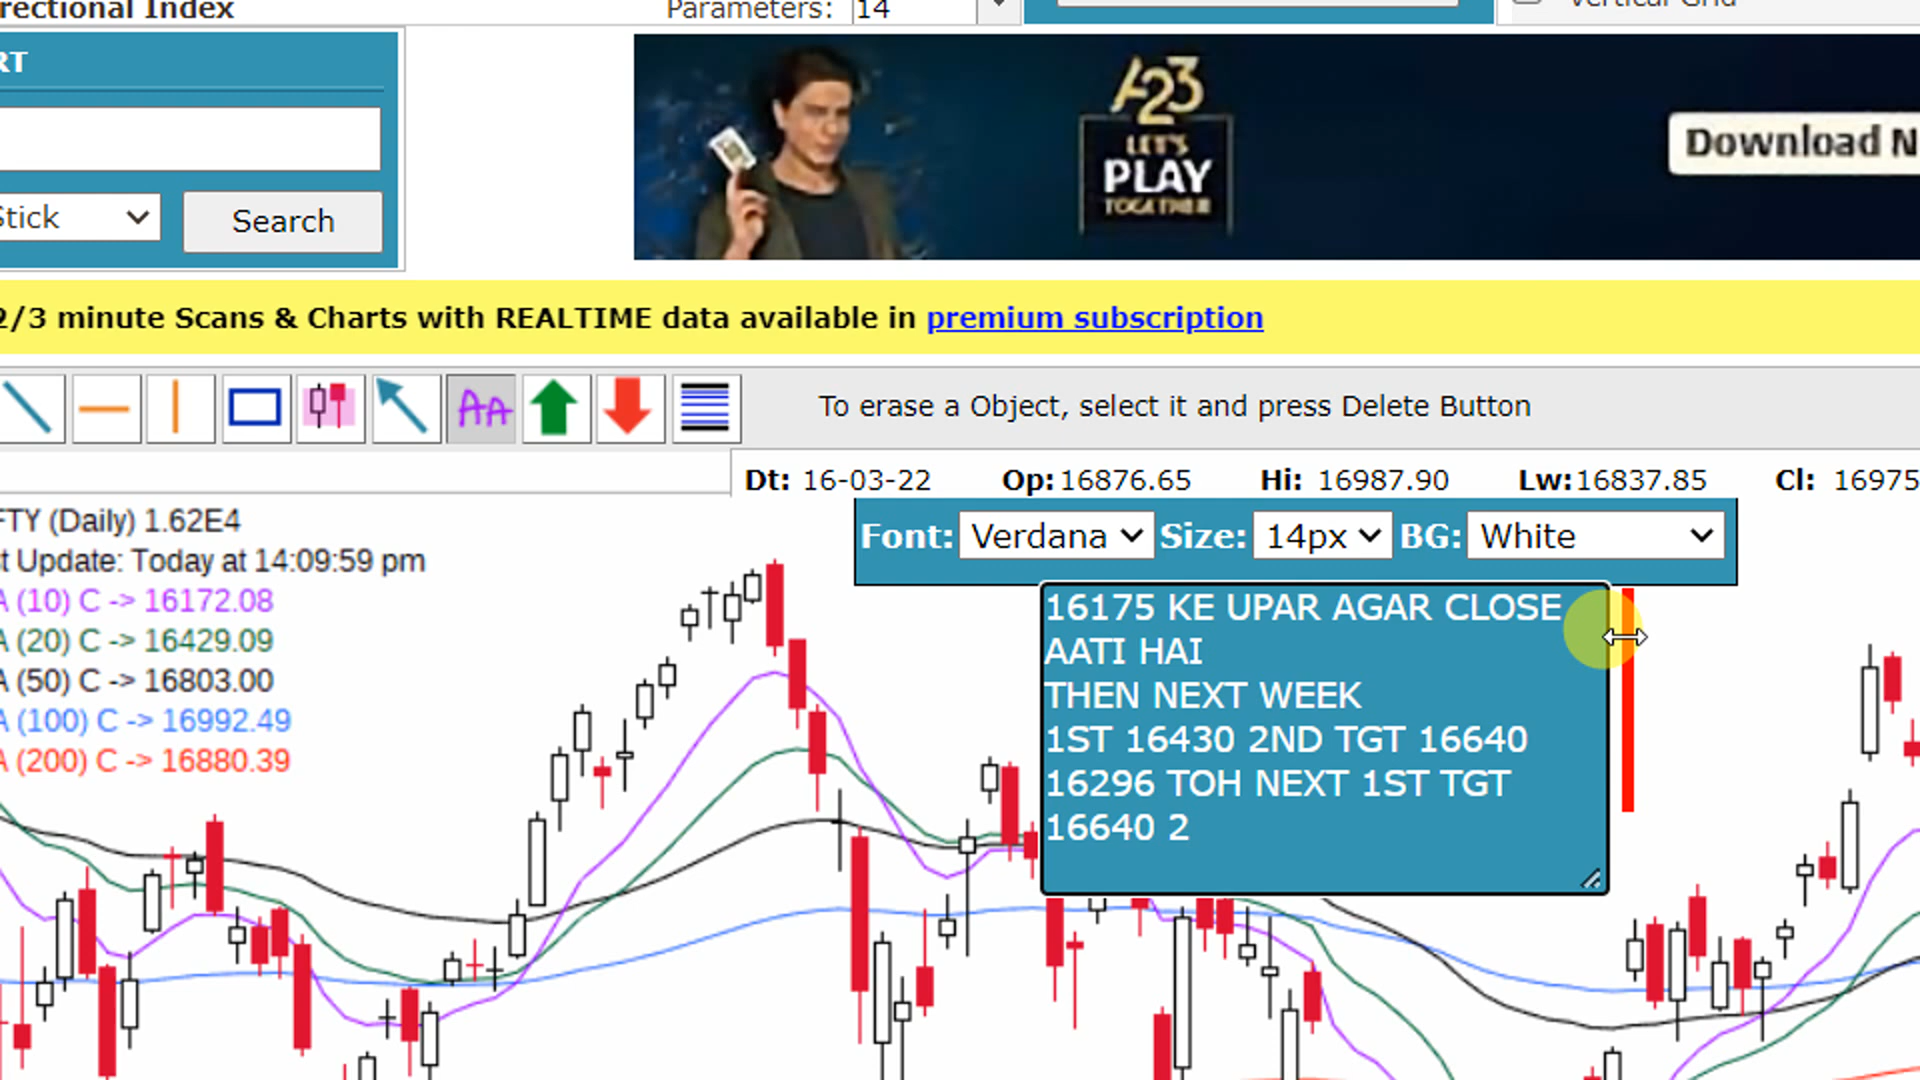 rectional Index
Parameters: 14
Vertical Grid
RT
Stick
Search
A23
LET'S
PLAY
TOGETHER
Download N
2/3 minute Scans & Charts with REALTIME data available in premium subscription
AA
To erase a Object, select it and press Delete Button
Dt: 16-03-22 Op: 16876.65 Hi: 16987.90 Lw: 16837.85 Cl: 16975
Font: Verdana Size: 14px BG: White
FTY (Daily) 1.62E4
t Update: Today at 14:09:59 pm
A (10) C -> 16172.08
A (20) C -> 16429.09
A (50) C -> 16803.00
A (100) C -> 16992.49
A (200) C -> 16880.39
16175 KE UPAR AGAR CLOSE
AATI HAI
THEN NEXT WEEK
1ST 16430 2ND TGT 16640
16296 TOH NEXT 1ST TGT
16640 2